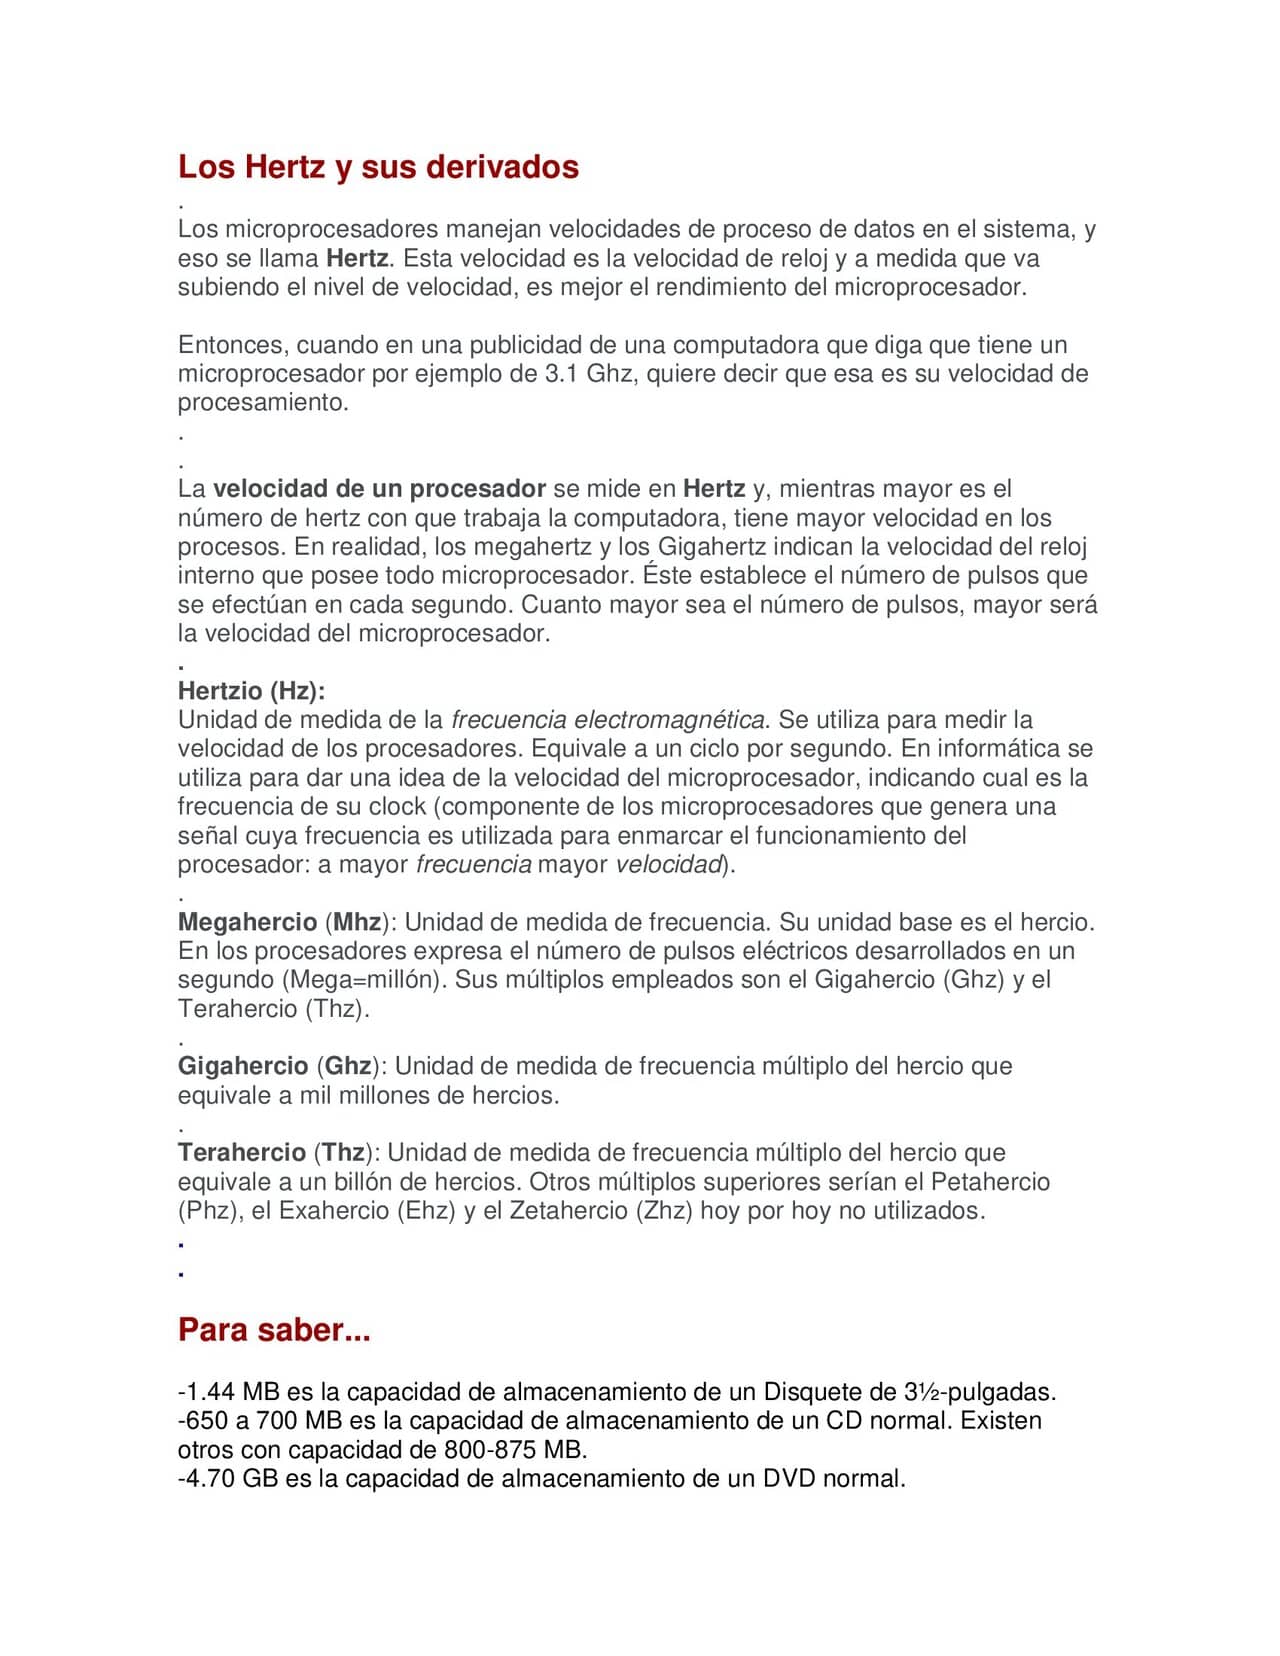 Los Hertz y sus derivados
.
Los microprocesadores manejan velocidades de proceso de datos en el sistema, y
eso se llama Hertz. Esta velocidad es la velocidad de reloj y a medida que va
subiendo el nivel de velocidad, es mejor el rendimiento del microprocesador.
Entonces, cuando en una publicidad de una computadora que diga que tiene un
microprocesador por ejemplo de 3.1 Ghz, quiere decir que esa es su velocidad de
procesamiento.
.
.
La velocidad de un procesador se mide en Hertz y, mientras mayor es el
número de hertz con que trabaja la computadora, tiene mayor velocidad en los
procesos. En realidad, los megahertz y los Gigahertz indican la velocidad del reloj
interno que posee todo microprocesador. Éste establece el número de pulsos que
se efectúan en cada segundo. Cuanto mayor sea el número de pulsos, mayor será
la velocidad del microprocesador.
.
Hertzio (Hz):
Unidad de medida de la frecuencia electromagnética. Se utiliza para medir la
velocidad de los procesadores. Equivale a un ciclo por segundo. En informática se
utiliza para dar una idea de la velocidad del microprocesador, indicando cual es la
frecuencia de su clock (componente de los microprocesadores que genera una
señal cuya frecuencia es utilizada para enmarcar el funcionamiento del
procesador: a mayor frecuencia mayor velocidad).
.
Megahercio (Mhz): Unidad de medida de frecuencia. Su unidad base es el hercio.
En los procesadores expresa el número de pulsos eléctricos desarrollados en un
segundo (Mega=millón). Sus múltiplos empleados son el Gigahercio (Ghz) y el
Terahercio (Thz).
.
Gigahercio (Ghz): Unidad de medida de frecuencia múltiplo del hercio que
equivale a mil millones de hercios.
.
Terahercio (Thz): Unidad de medida de frecuencia múltiplo del hercio que
equivale a un billón de hercios. Otros múltiplos superiores serían el Petahercio
(Phz), el Exahercio (Ehz) y el Zetahercio (Zhz) hoy por hoy no utilizados.
.
.
Para saber...
-1.44 MB es la capacidad de almacenamiento de un Disquete de 3½-pulgadas.
-650 a 700 MB es la capacidad de almacenamiento de un CD normal. Existen
otros con capacidad de 800-875 MB.
-4.70 GB es la capacidad de almacenamiento de un DVD normal.